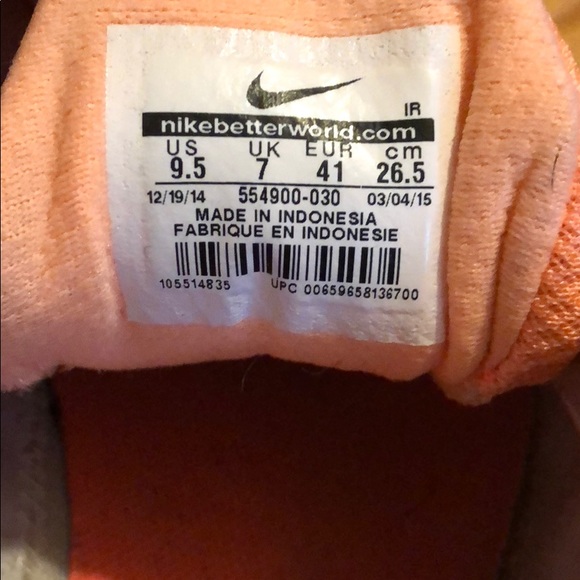 IR
nikebetterworld.com
US UK EUR cm
9.5 7 41 26.5
12/19/14 554900-030 03/04/15
MADE IN INDONESIA
FABRIQUE EN INDONESIE
105514835 UPC 00659658136700